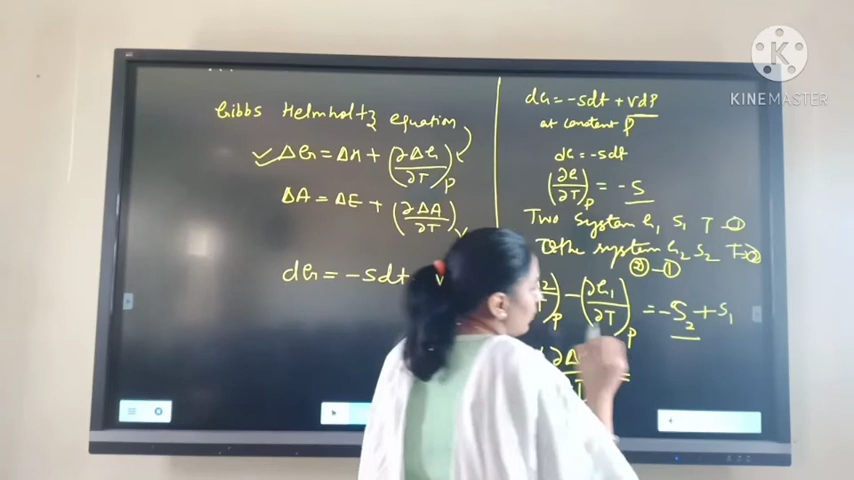 Gibbs Helmholtz equation
ΔG = ΔH + (∂ΔG/∂T)P
ΔA = ΔE + (∂ΔA/∂T)V
dG = -Sdt
dG = -Sdt + VdP
at constant P
dG = -Sdt
(∂G/∂T)P = -S
Two system G1 S1 T -①
Othe system G2 S2 T-②
② - ①
)P - (∂G1/∂T)P = -S2 + S1
KINEMASTER